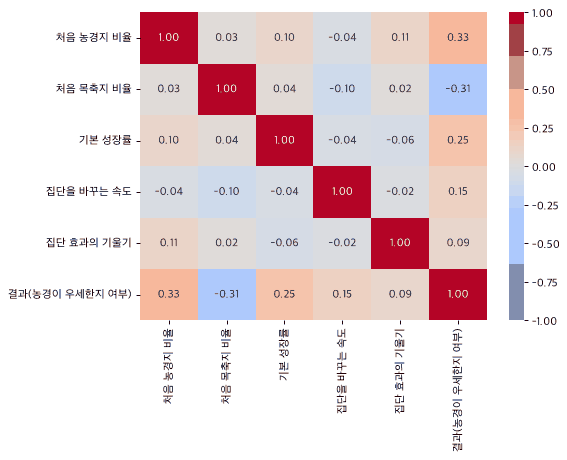 처음 농경지 비율 1.00 0.03 0.10 -0.04 0.11 0.33
처음 목축지 비율 0.03 1.00 0.04 -0.10 0.02 -0.31
기본 성장률 0.10 0.04 1.00 -0.04 -0.06 0.25
집단을 바꾸는 속도 -0.04 -0.10 -0.04 1.00 -0.02 0.15
집단 효과의 기울기 0.11 0.02 -0.06 -0.02 1.00 0.09
결과(농경이 우세한지 여부) 0.33 -0.31 0.25 0.15 0.09 1.00
처음 농경지 비율
처음 목축지 비율
기본 성장률
집단을 바꾸는 속도
집단 효과의 기울기
결과(농경이 우세한지 여부)
1.00
0.75
0.50
0.25
0.00
-0.25
-0.50
-0.75
-1.00